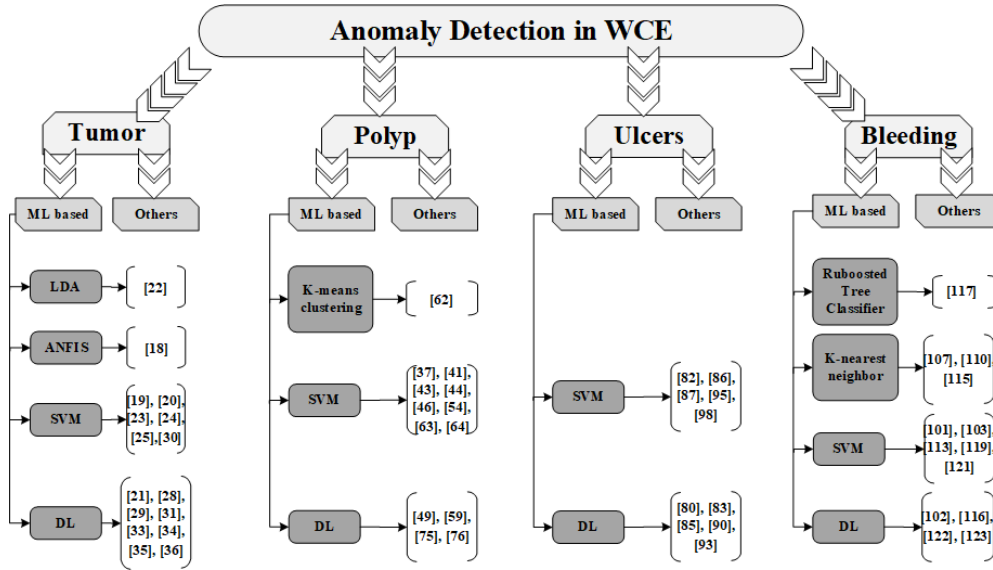 Anomaly Detection in WCE
Tumor
ML based
Others
LDA
[22]
ANFIS
[18]
SVM
[19], [20],
[23], [24],
[25],[30]
DL
[21], [28],
[29], [31],
[33], [34],
[35], [36]
Polyp
ML based
Others
K-means
clustering
[62]
SVM
[37], [41],
[43], [44],
[46], [54],
[63], [64]
DL
[49], [59],
[75], [76]
Ulcers
ML based
Others
SVM
[82], [86],
[87], [95],
[98]
DL
[80], [83],
[85], [90],
[93]
Bleeding
ML based
Others
Ruboosted
Tree
Classifier
[117]
K-nearest
neighbor
[107], [110],
[115]
SVM
[101], [103],
[113], [119],
[121]
DL
[102], [116],
[122], [123]